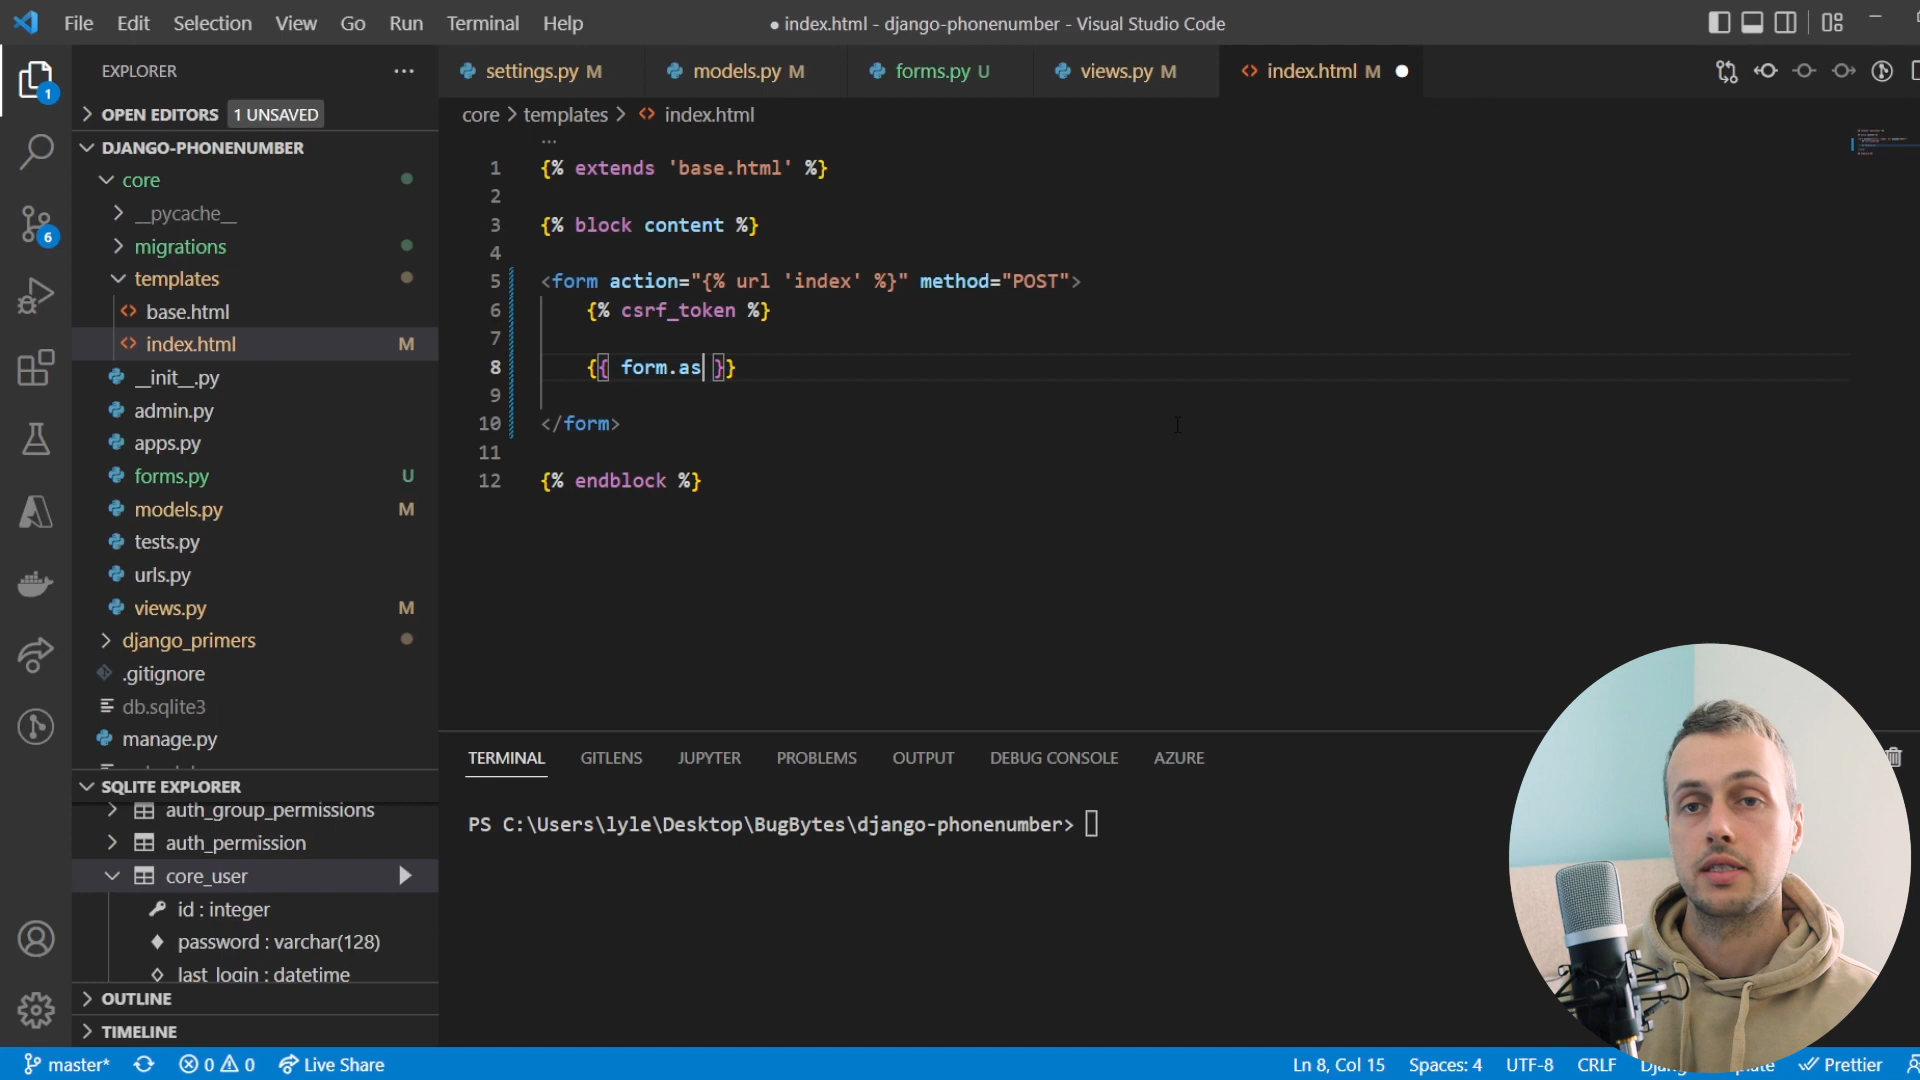 File Edit Selection View Go Run Terminal Help
● index.html - django-phonenumber - Visual Studio Code
EXPLORER ···
settings.py M
models.py M
forms.py U
views.py M
index.html M ●
OPEN EDITORS 1 UNSAVED
core > templates > index.html
DJANGO-PHONENUMBER
core
__pycache__
migrations
templates
base.html
index.html M
__init__.py
admin.py
apps.py
forms.py U
models.py M
tests.py
urls.py
views.py M
django_primers
.gitignore
db.sqlite3
manage.py
1
6
···
1 {% extends 'base.html' %}
2
3 {% block content %}
4
5 <form action="{% url 'index' %}" method="POST">
6 {% csrf_token %}
7
8 {{ form.as }}
9
10 </form>
11
12 {% endblock %}
SQLITE EXPLORER
auth_group_permissions
auth_permission
core_user
id : integer
password : varchar(128)
last_login : datetime
OUTLINE
TIMELINE
TERMINAL GITLENS JUPYTER PROBLEMS OUTPUT DEBUG CONSOLE AZURE
PS C:\Users\lyle\Desktop\BugBytes\django-phonenumber>
master* 0 0 Live Share
Ln 8, Col 15 Spaces: 4 UTF-8 CRLF Prettier